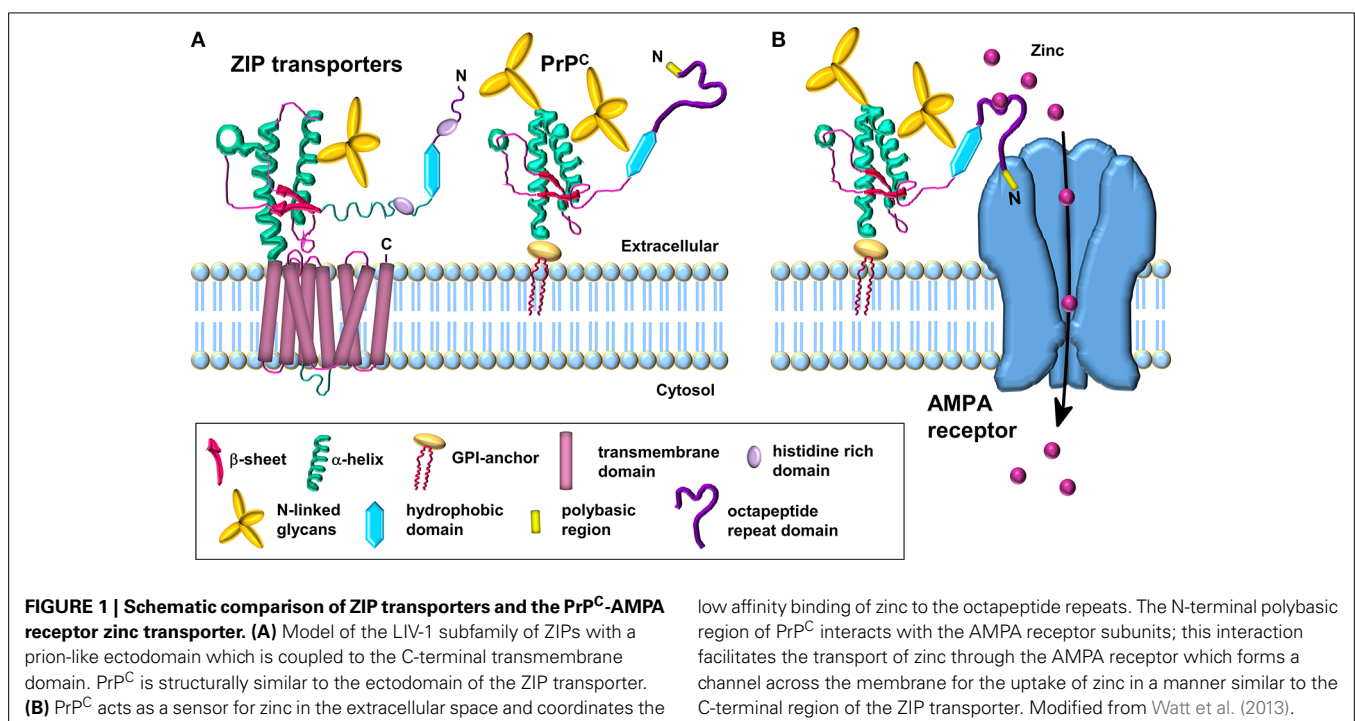 A
ZIP transporters
N
C
PrPC
N
Extracellular
Cytosol
B
Zinc
N
AMPA
receptor
β-sheet
α-helix
GPI-anchor
transmembrane
domain
histidine rich
domain
N-linked
glycans
hydrophobic
domain
polybasic
region
octapeptide
repeat domain
FIGURE 1 | Schematic comparison of ZIP transporters and the PrPC-AMPA
receptor zinc transporter. (A) Model of the LIV-1 subfamily of ZIPs with a
prion-like ectodomain which is coupled to the C-terminal transmembrane
domain. PrPC is structurally similar to the ectodomain of the ZIP transporter.
(B) PrPC acts as a sensor for zinc in the extracellular space and coordinates the
low affinity binding of zinc to the octapeptide repeats. The N-terminal polybasic
region of PrPC interacts with the AMPA receptor subunits; this interaction
facilitates the transport of zinc through the AMPA receptor which forms a
channel across the membrane for the uptake of zinc in a manner similar to the
C-terminal region of the ZIP transporter. Modified from Watt et al. (2013).